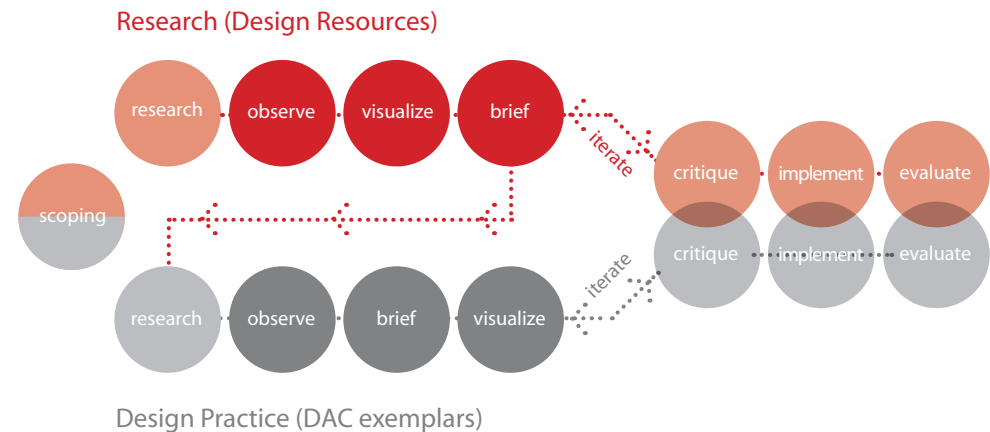 Research (Design Resources)
research observe visualize brief
iterate
critique implement evaluate
scoping
critique implement evaluate
iterate
research observe brief visualize
Design Practice (DAC exemplars)